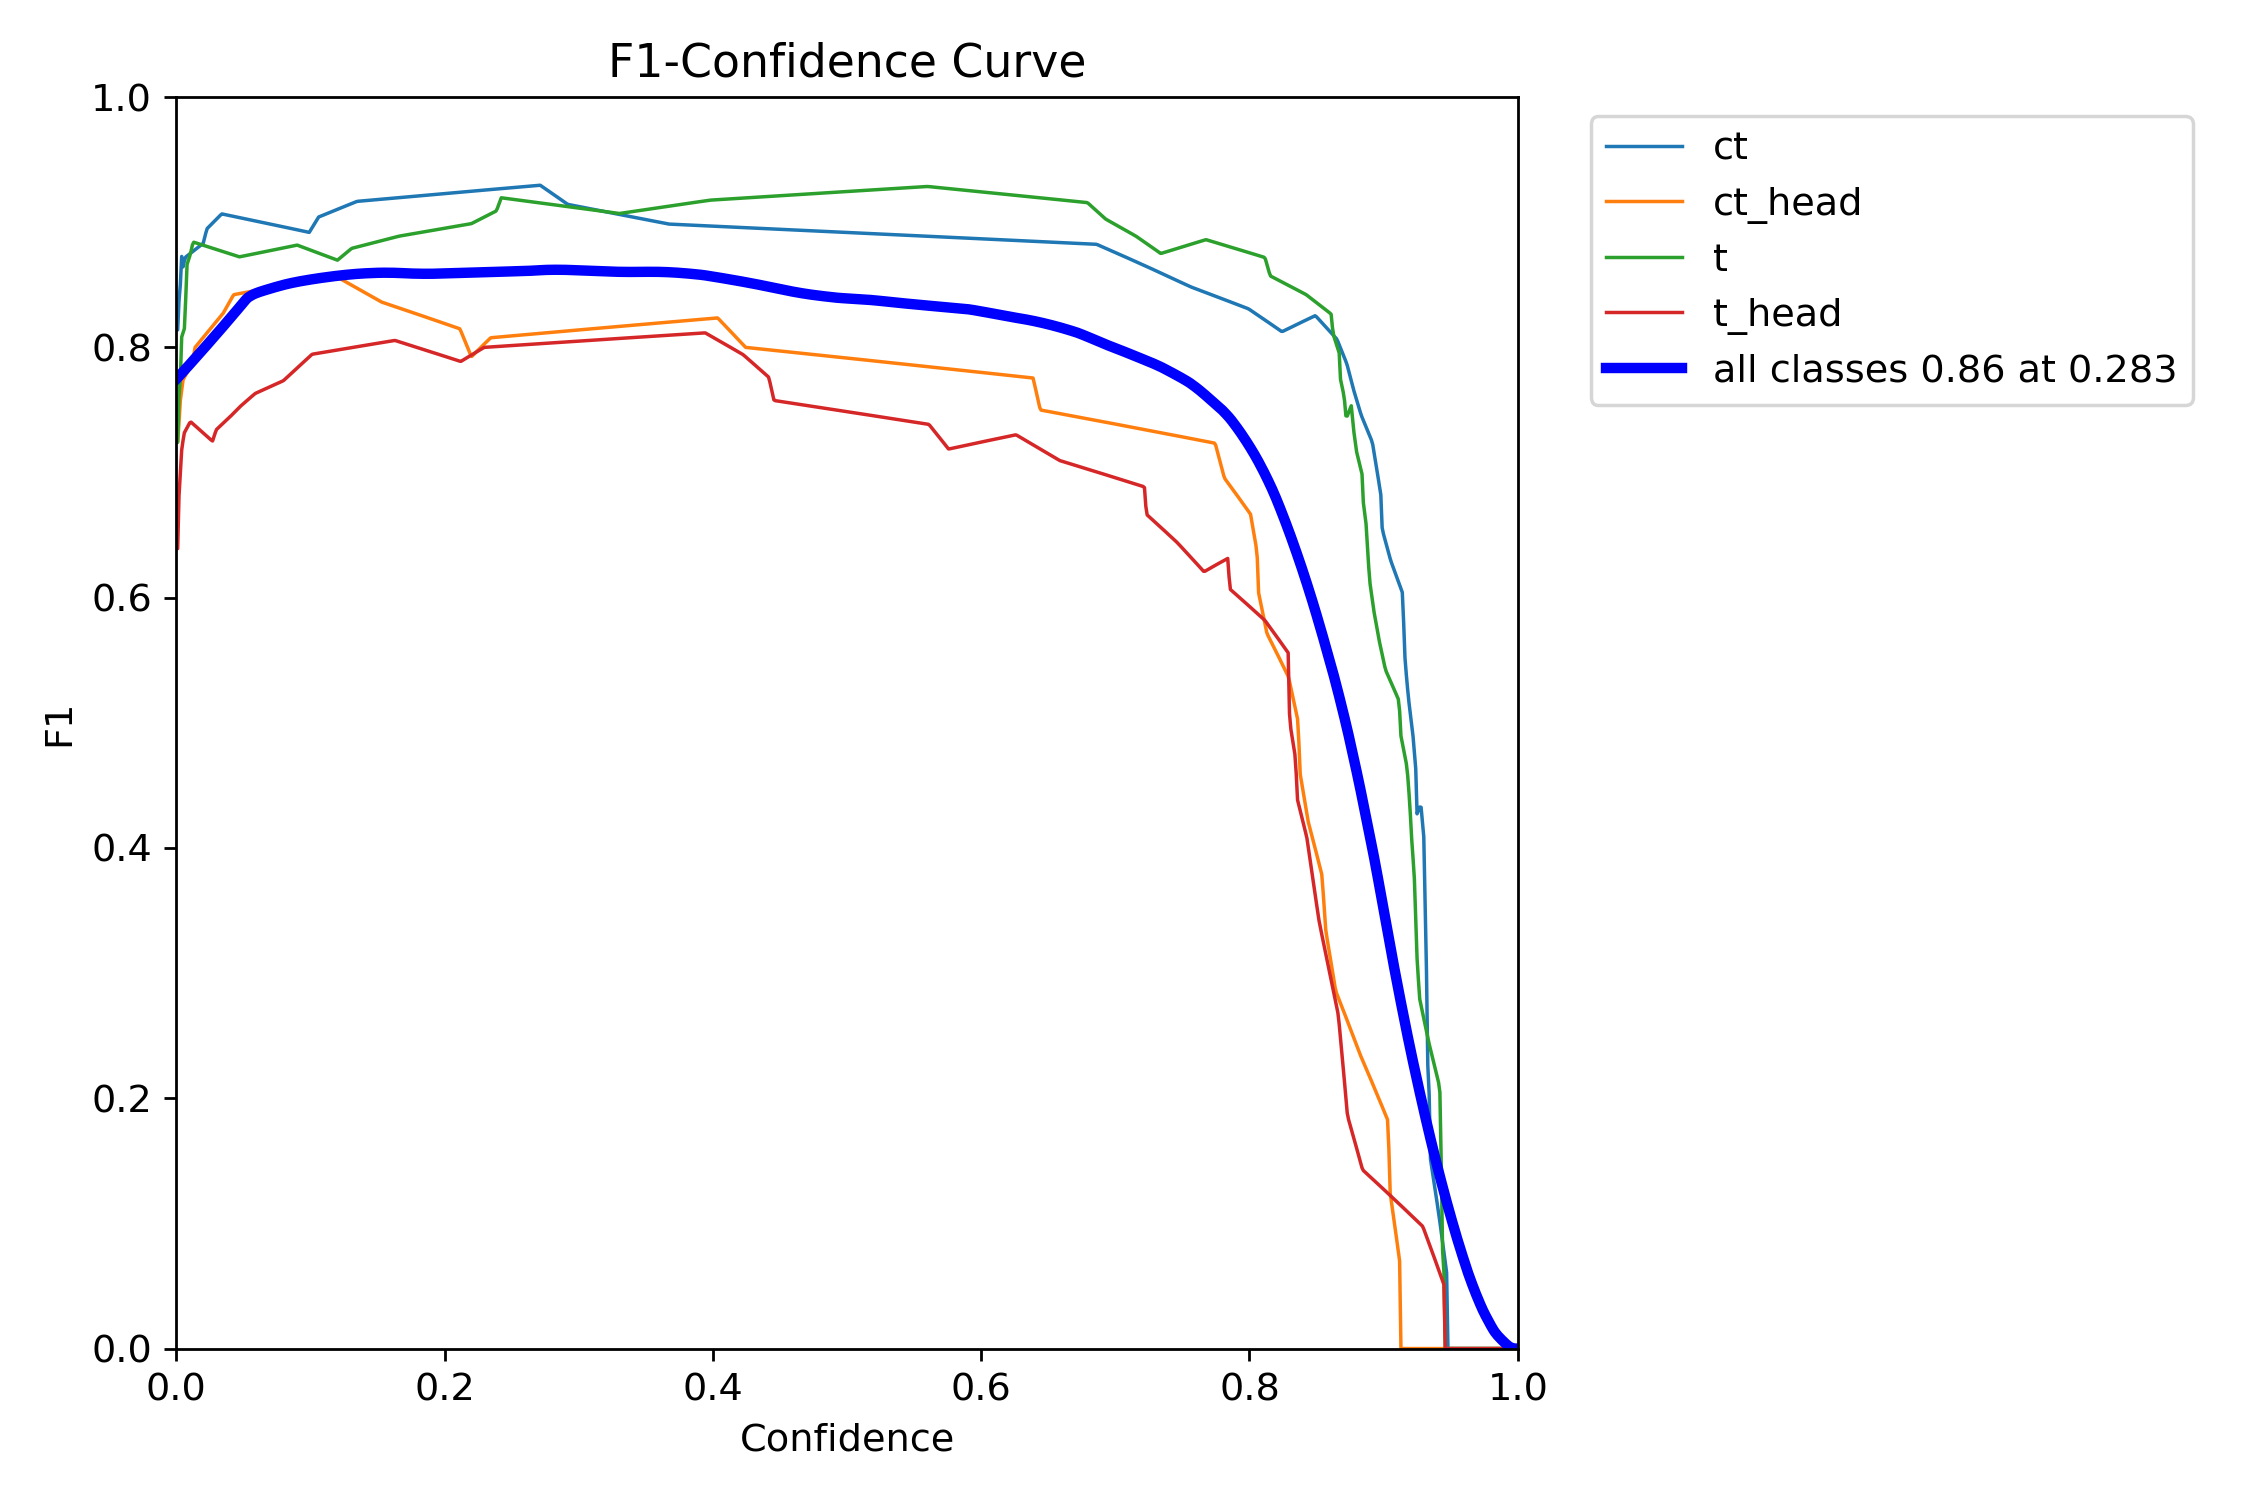 F1-Confidence Curve
1.0
0.8
0.6
0.4
0.2
0.0
F1
0.0 0.2 0.4 0.6 0.8 1.0
Confidence
ct
ct_head
t
t_head
all classes 0.86 at 0.283